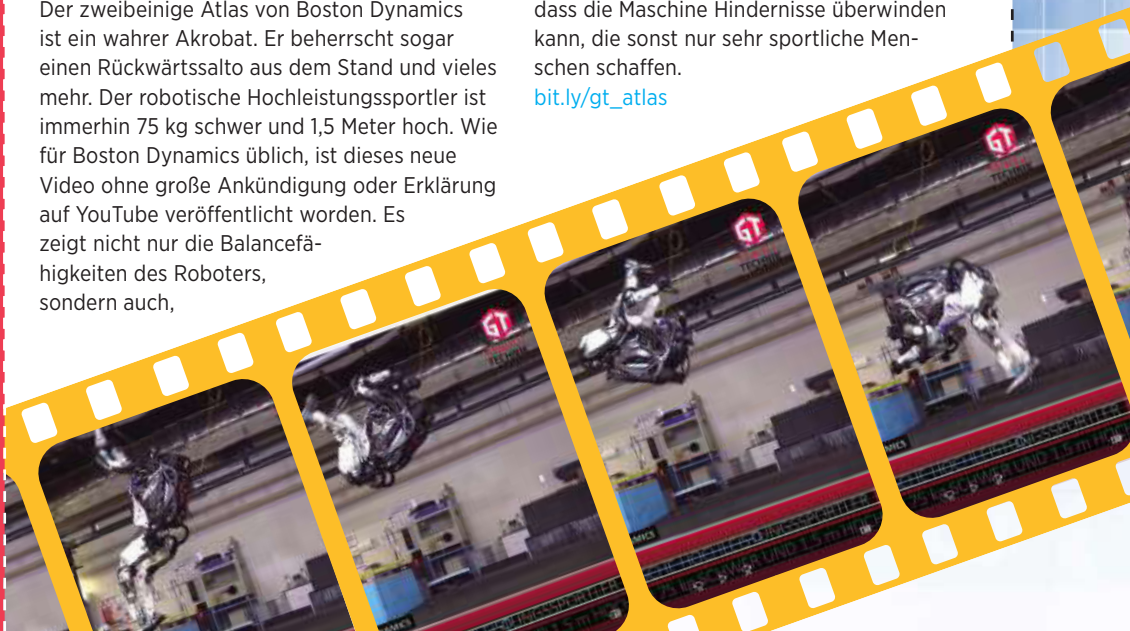 Der zweibeinige Atlas von Boston Dynamics
ist ein wahrer Akrobat. Er beherrscht sogar
einen Rückwärtssalto aus dem Stand und vieles
mehr. Der robotische Hochleistungssportler ist
immerhin 75 kg schwer und 1,5 Meter hoch. Wie
für Boston Dynamics üblich, ist dieses neue
Video ohne große Ankündigung oder Erklärung
auf YouTube veröffentlicht worden. Es
zeigt nicht nur die Balancefä-
higkeiten des Roboters,
sondern auch,
dass die Maschine Hindernisse überwinden
kann, die sonst nur sehr sportliche Men-
schen schaffen.
bit.ly/gt_atlas
GT
TECHNIK
GT
TECHNIK
GT
TECHNIK